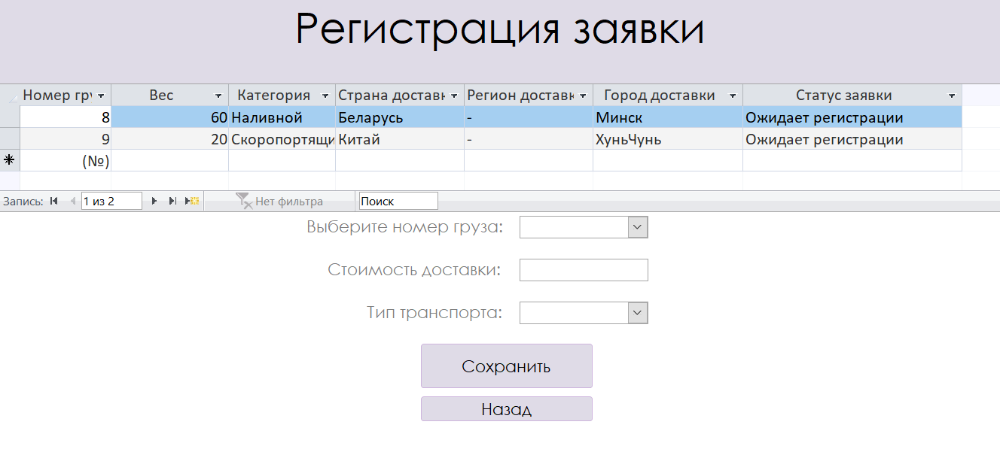 Регистрация заявки
Номер гру Вес Категория Страна доставк Регион доставк Город доставки Статус заявки
8 60 Наливной Беларусь - Минск Ожидает регистрации
9 20 Скоропортящи Китай - ХуньЧунь Ожидает регистрации
(№)
Запись: 1 из 2 Нет фильтра Поиск
Выберите номер груза:
Стоимость доставки:
Тип транспорта:
Сохранить
Назад